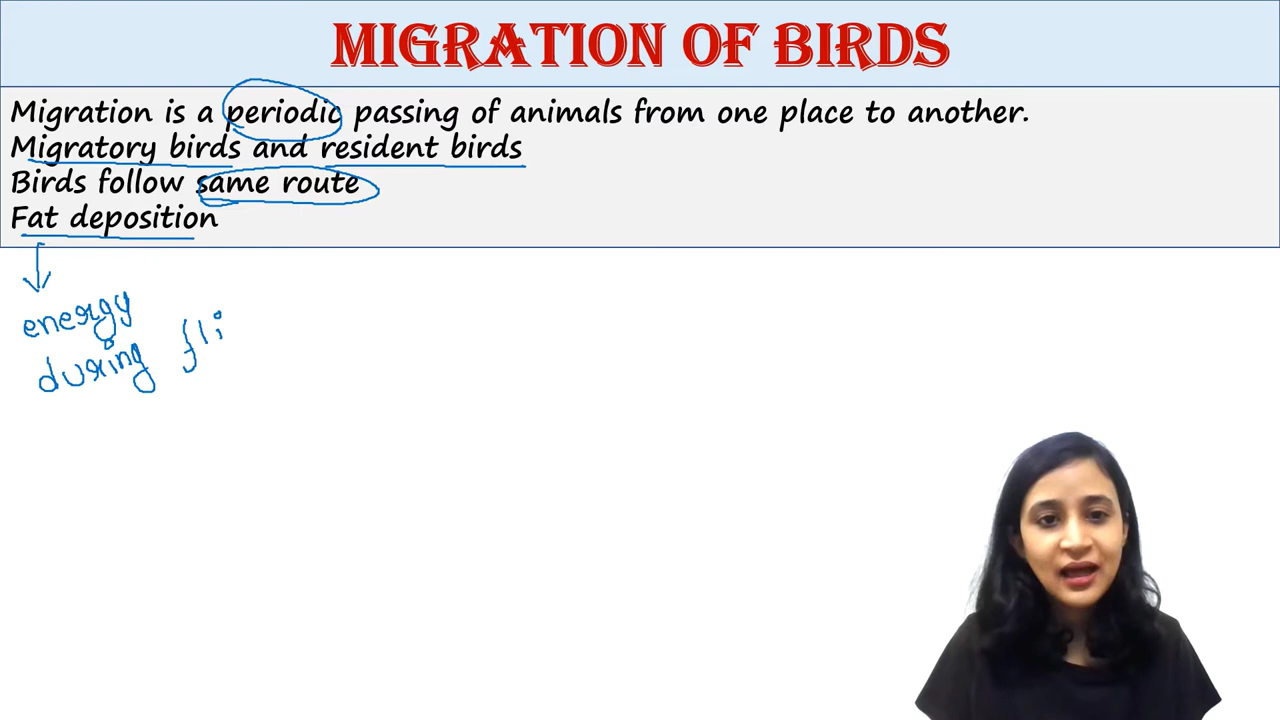 MIGRATION OF BIRDS
Migration is a periodic passing of animals from one place to another.
Migratory birds and resident birds
Birds follow same route
Fat deposition
energy
during fli